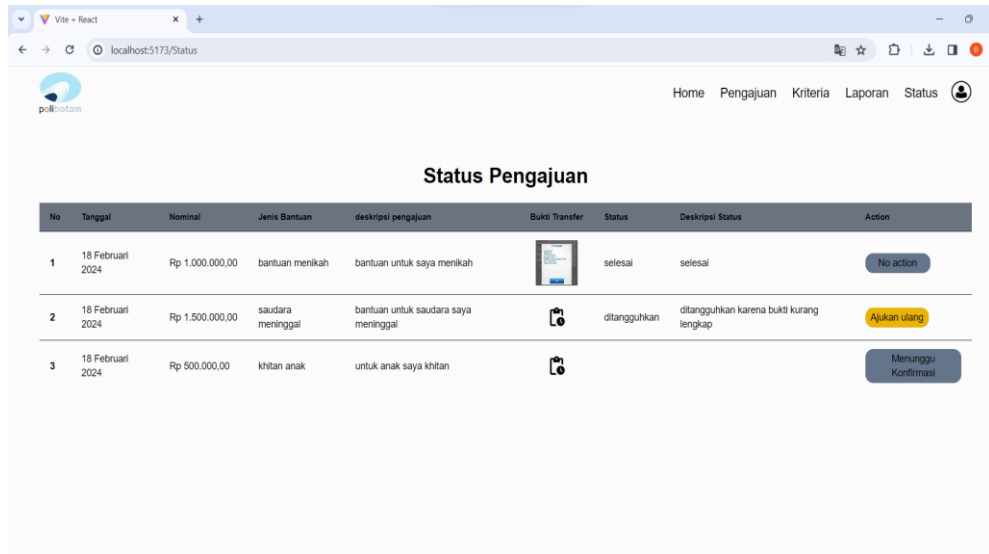 Vite + React
localhost:5173/Status
8
polibatam
Home Pengajuan Kriteria Laporan Status
Status Pengajuan
No Tanggal Nominal Jenis Bantuan deskripsi pengajuan Bukti Transfer Status Deskripsi Status Action
1 18 Februari 2024 Rp 1.000.000,00 bantuan menikah bantuan untuk saya menikah selesai selesai No action
2 18 Februari 2024 Rp 1.500.000,00 saudara meninggal bantuan untuk saudara saya meninggal ditangguhkan ditangguhkan karena bukti kurang lengkap Ajukan ulang
3 18 Februari 2024 Rp 500.000,00 khitan anak untuk anak saya khitan Menunggu Konfirmasi